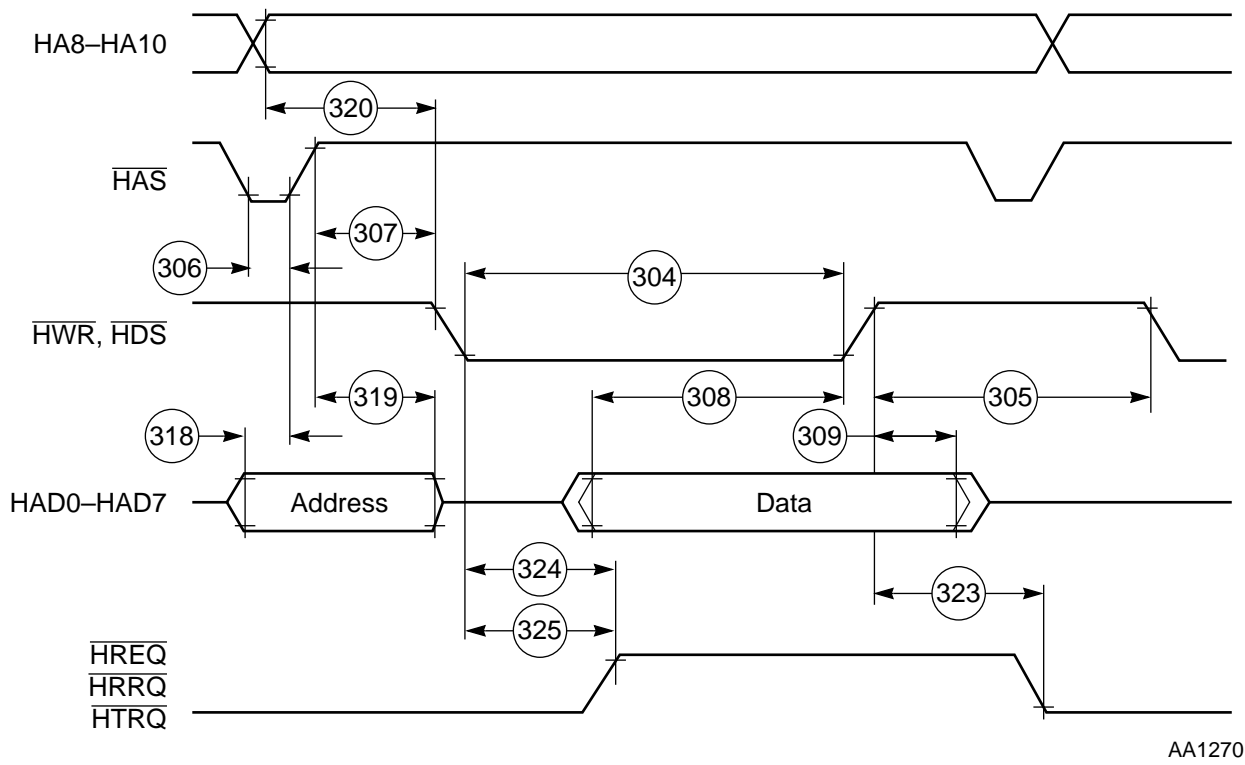 HA8–HA10
320
HAS
307
306
304
HWR, HDS
319
308
305
318
309
HAD0–HAD7
Address
Data
324
323
325
HREQ
HRRQ
HTRQ
AA1270